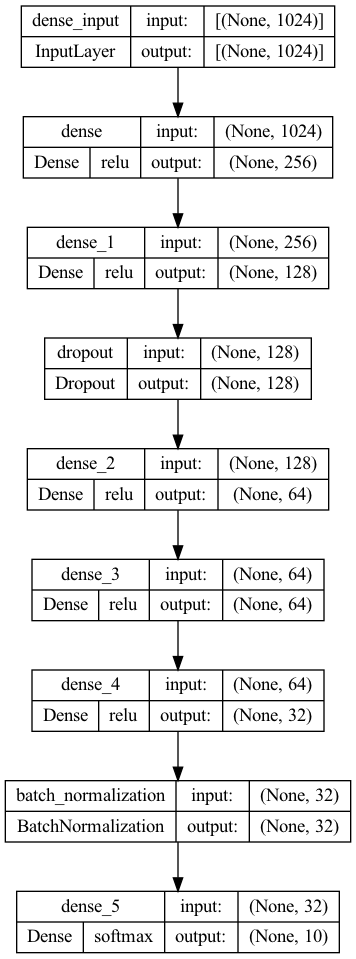 dense_input input: [(None, 1024)]
InputLayer output: [(None, 1024)]
dense input: (None, 1024)
Dense relu output: (None, 256)
dense_1 input: (None, 256)
Dense relu output: (None, 128)
dropout input: (None, 128)
Dropout output: (None, 128)
dense_2 input: (None, 128)
Dense relu output: (None, 64)
dense_3 input: (None, 64)
Dense relu output: (None, 64)
dense_4 input: (None, 64)
Dense relu output: (None, 32)
batch_normalization input: (None, 32)
BatchNormalization output: (None, 32)
dense_5 input: (None, 32)
Dense softmax output: (None, 10)